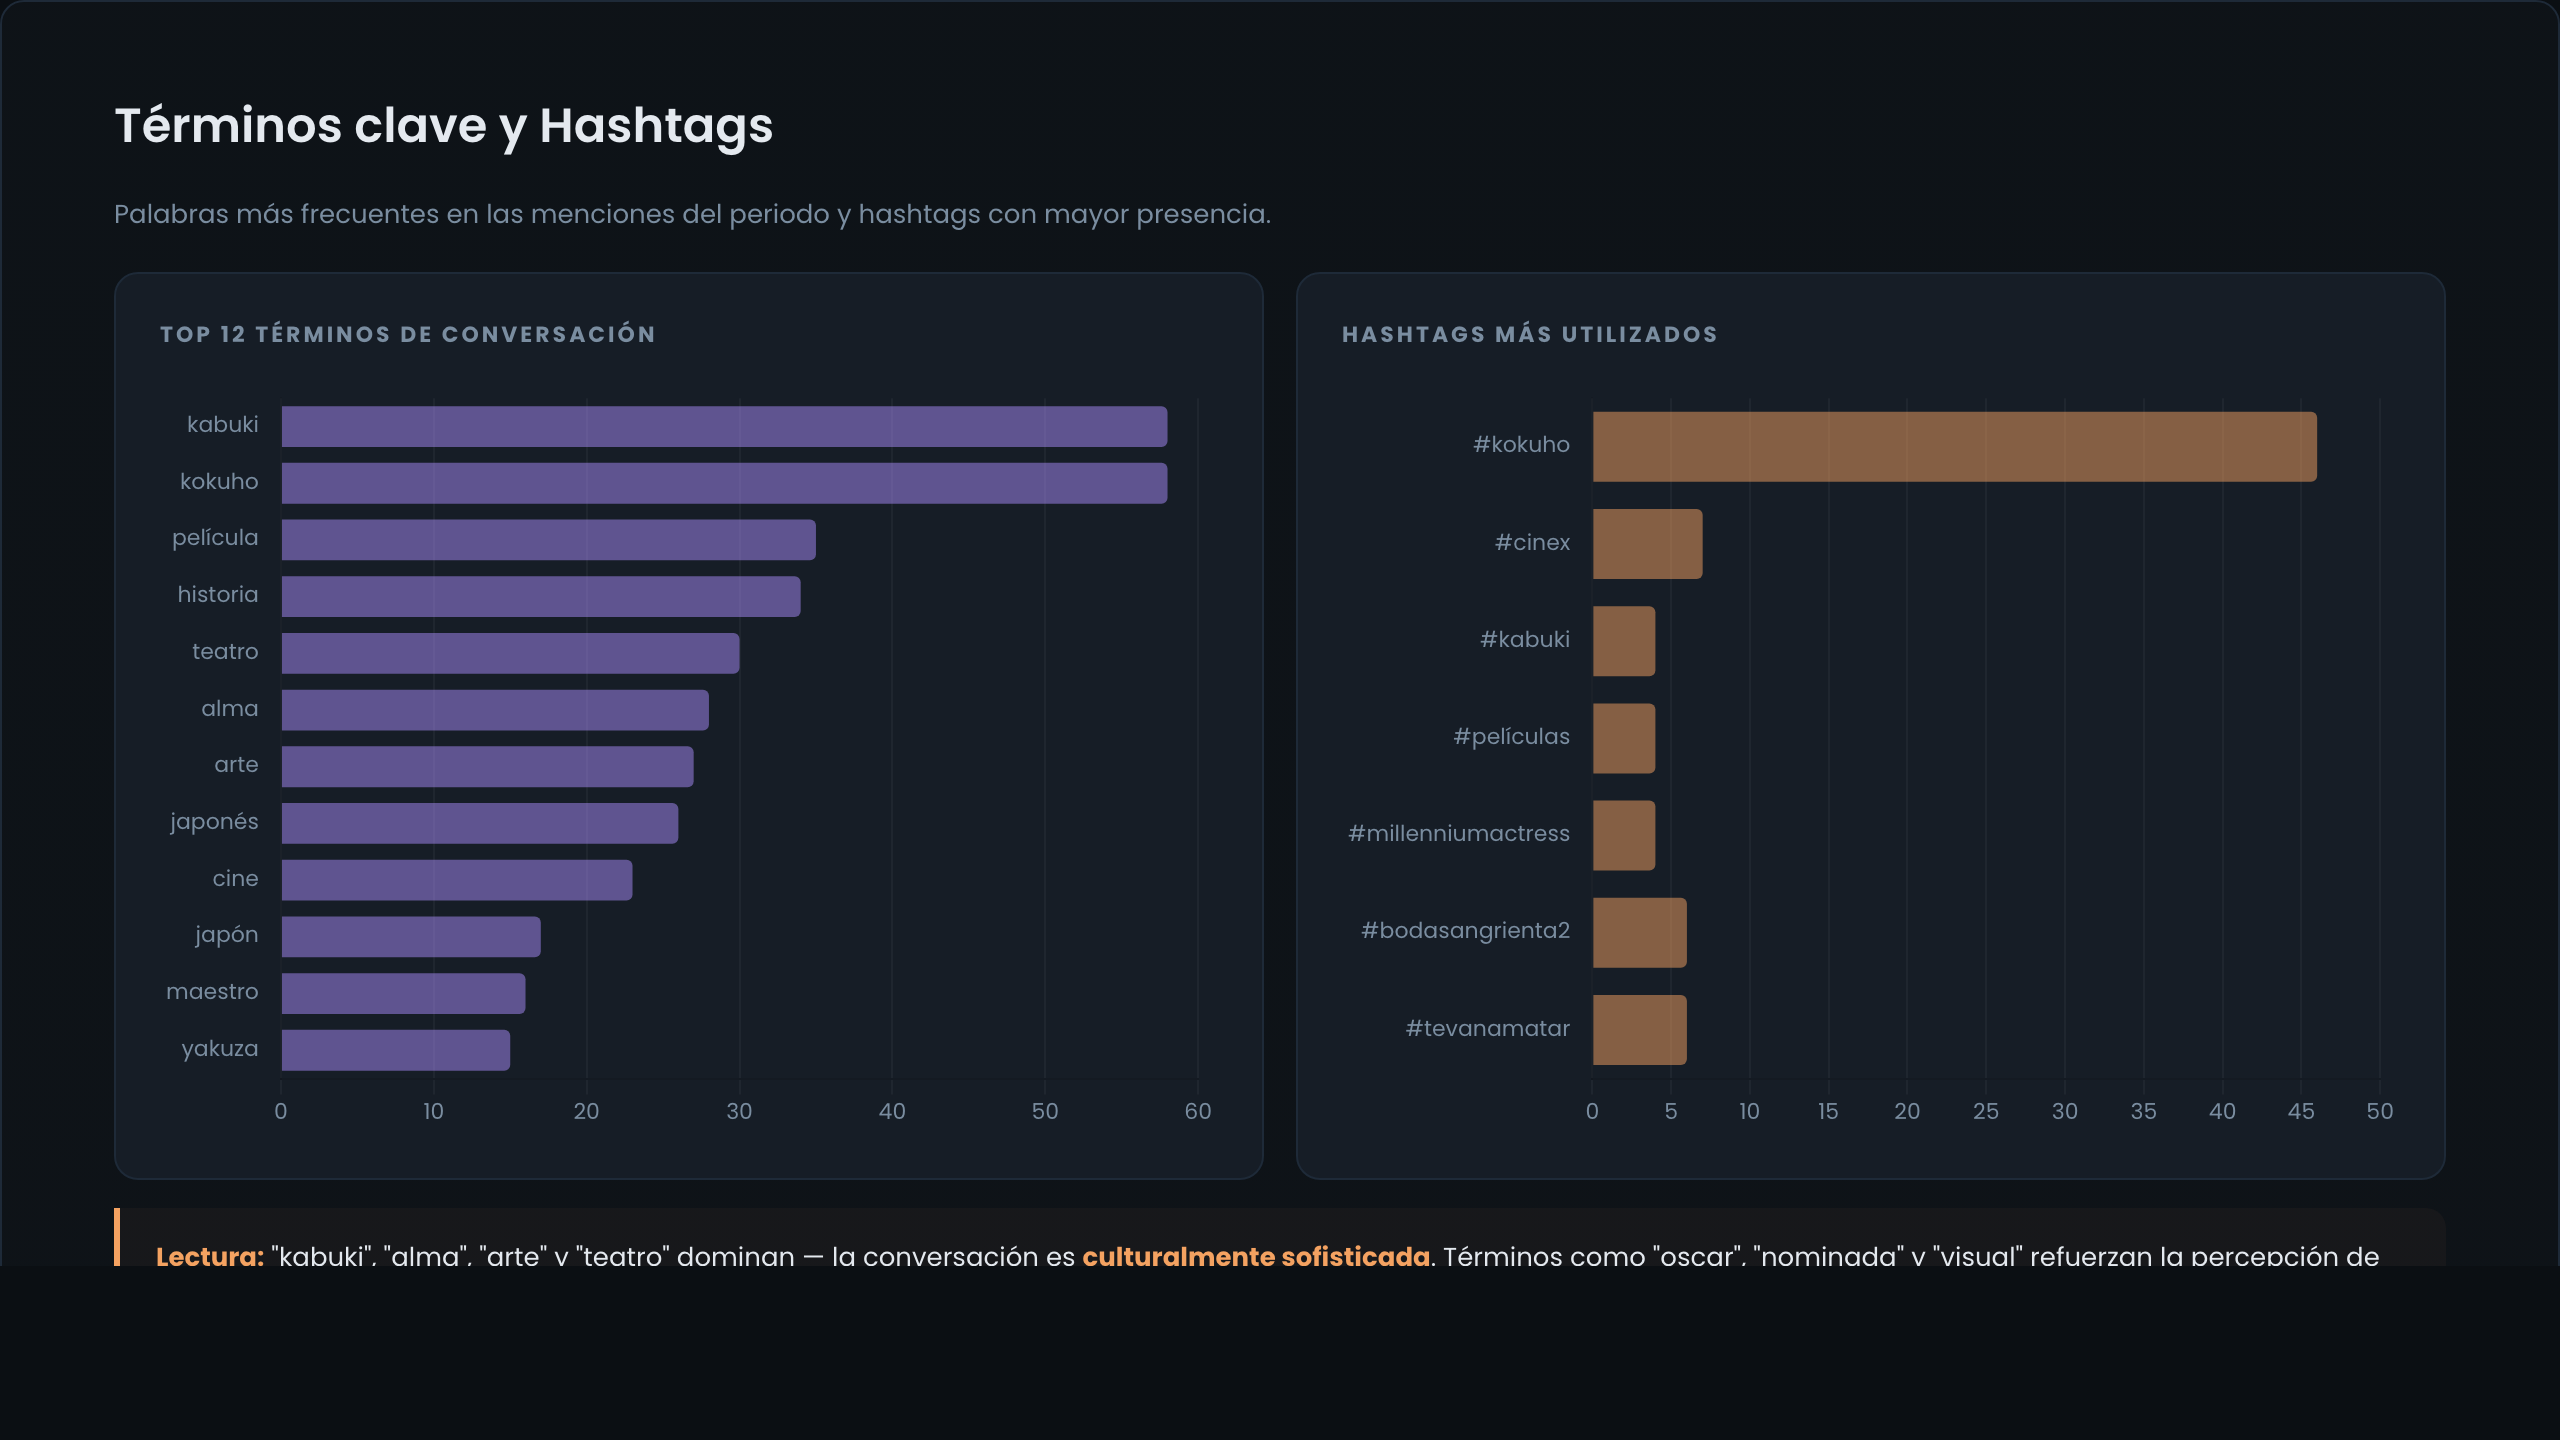 Términos clave y Hashtags
Palabras más frecuentes en las menciones del periodo y hashtags con mayor presencia.
TOP 12 TÉRMINOS DE CONVERSACIÓN
kabuki
kokuho
película
historia
teatro
alma
arte
japonés
cine
japón
maestro
yakuza
0 10 20 30 40 50 60
HASHTAGS MÁS UTILIZADOS
#kokuho
#cinex
#kabuki
#películas
#millenniumactress
#bodasangrienta2
#tevanamatar
0 5 10 15 20 25 30 35 40 45 50
Lectura: "kabuki", "alma", "arte" y "teatro" dominan — la conversación es culturalmente sofisticada. Términos como "oscar", "nominada" y "visual" refuerzan la percepción de